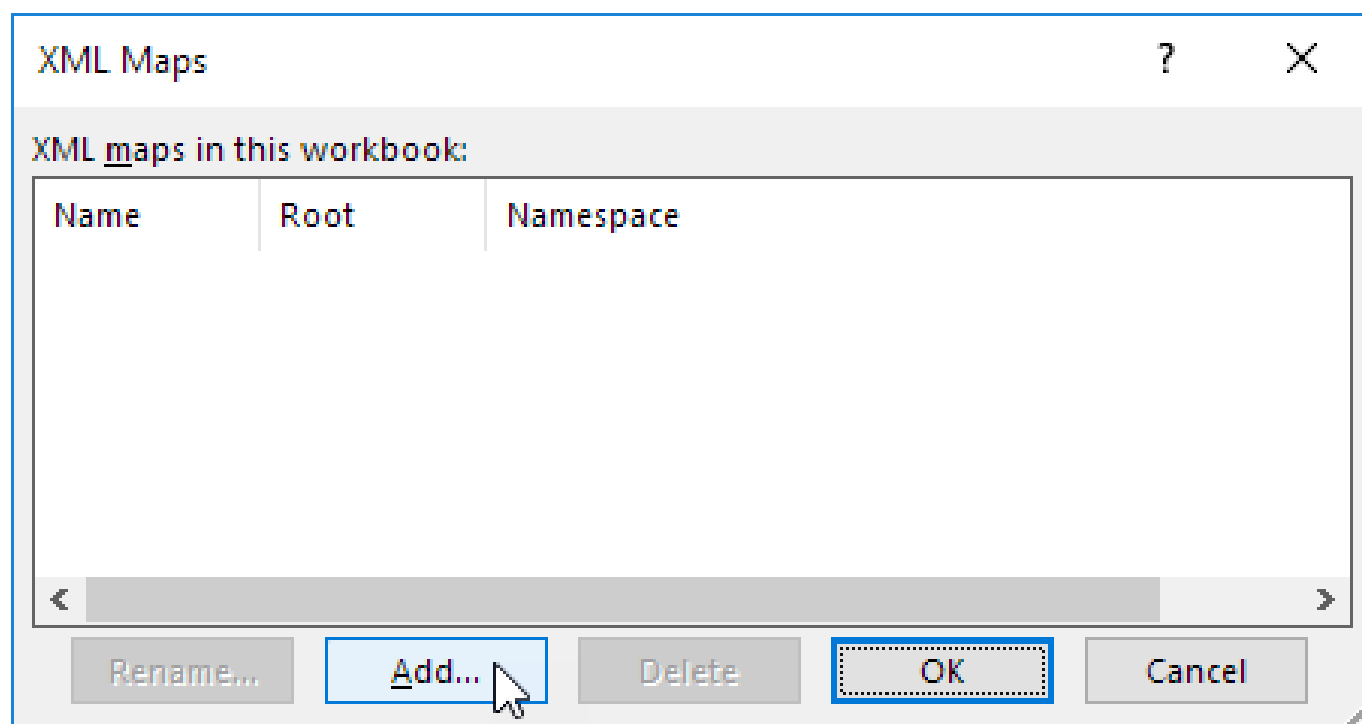 XML Maps ?
XML maps in this workbook:
Name Root Namespace
Rename... Add... Delete OK Cancel